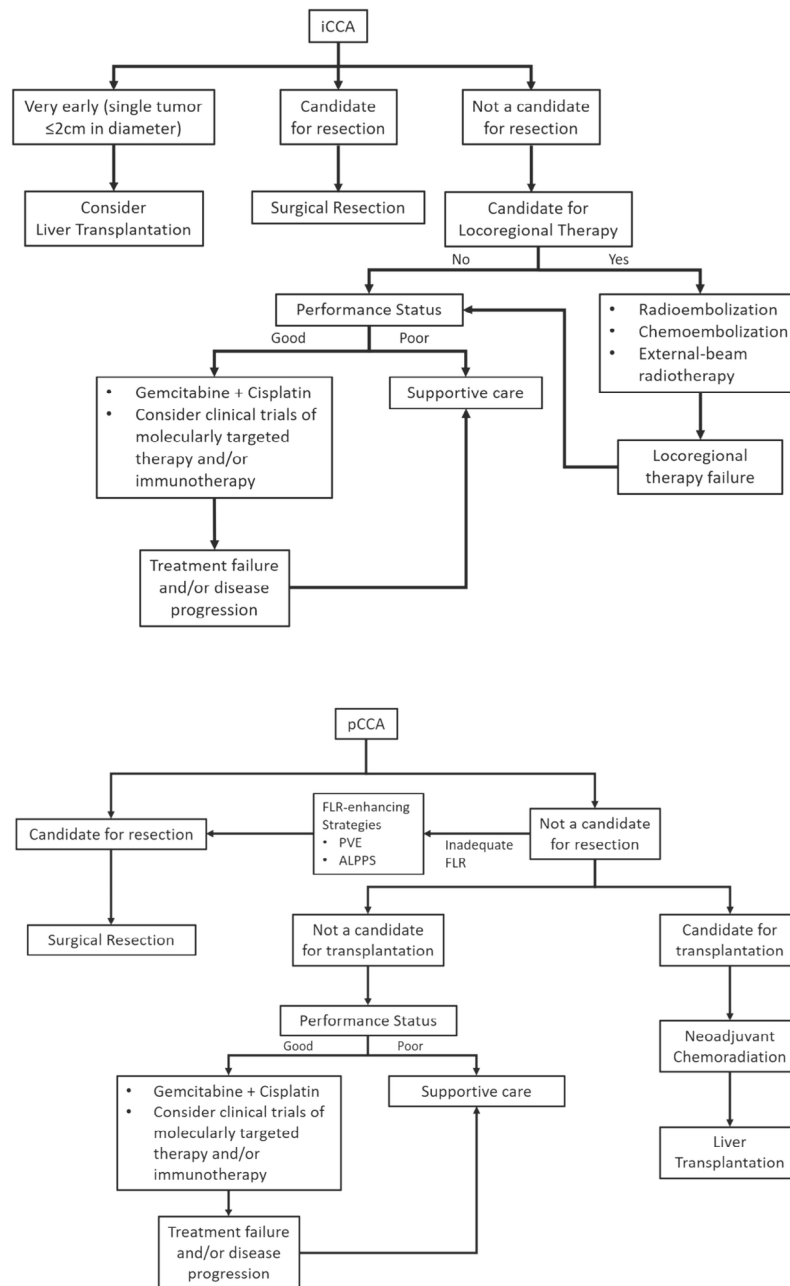 iCCA
Very early (single tumor
≤2cm in diameter)
Candidate
for resection
Not a candidate
for resection
Consider
Liver Transplantation
Surgical Resection
Candidate for
Locoregional Therapy
No
Yes
Performance Status
• Radioembolization
• Chemoembolization
• External-beam
radiotherapy
Good
Poor
• Gemcitabine + Cisplatin
• Consider clinical trials of
molecularly targeted
therapy and/or
immunotherapy
Supportive care
Locoregional
therapy failure
Treatment failure
and/or disease
progression
pCCA
Candidate for resection
FLR-enhancing
Strategies
• PVE
• ALPPS
Inadequate
FLR
Not a candidate
for resection
Surgical Resection
Not a candidate
for transplantation
Candidate for
transplantation
Performance Status
Neoadjuvant
Chemoradiation
Good
Poor
• Gemcitabine + Cisplatin
• Consider clinical trials of
molecularly targeted
therapy and/or
immunotherapy
Supportive care
Liver
Transplantation
Treatment failure
and/or disease
progression